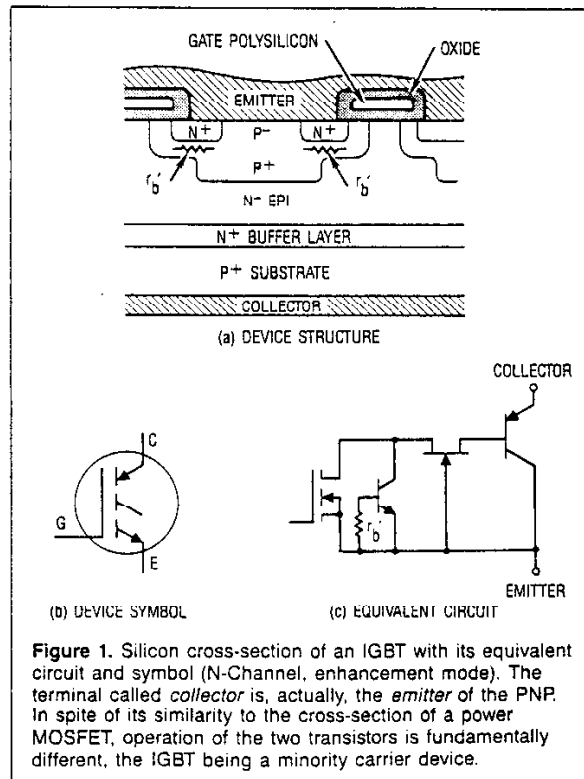 GATE POLYSILICON
OXIDE
EMITTER
N+ P- N+
P+
rb' rb'
N- EPI
N+ BUFFER LAYER
P+ SUBSTRATE
COLLECTOR
(a) DEVICE STRUCTURE
COLLECTOR
C
G
E
rb'
EMITTER
(b) DEVICE SYMBOL
(c) EQUIVALENT CIRCUIT
Figure 1. Silicon cross-section of an IGBT with its equivalent
circuit and symbol (N-Channel, enhancement mode). The
terminal called collector is, actually, the emitter of the PNP.
In spite of its similarity to the cross-section of a power
MOSFET, operation of the two transistors is fundamentally
different, the IGBT being a minority carrier device.